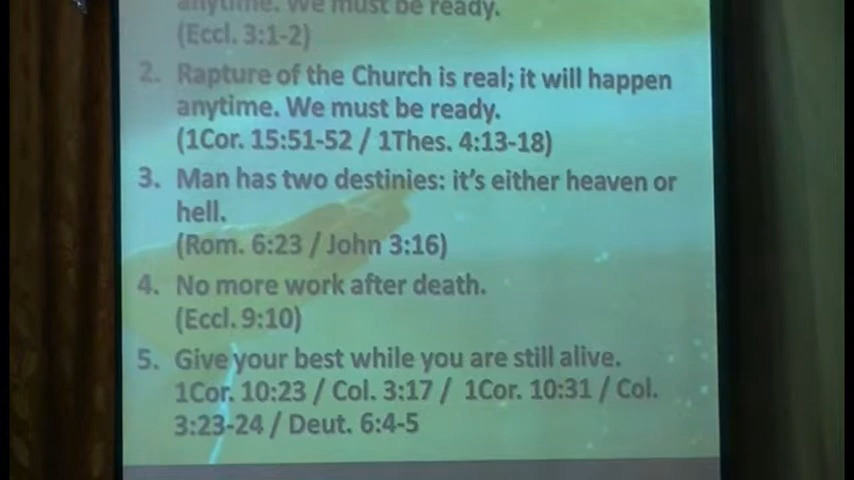 anytime. We must be ready.
(Eccl. 3:1-2)
2. Rapture of the Church is real; it will happen
anytime. We must be ready.
(1Cor. 15:51-52 / 1Thes. 4:13-18)
3. Man has two destinies: it's either heaven or
hell.
(Rom. 6:23 / John 3:16)
4. No more work after death.
(Eccl. 9:10)
5. Give your best while you are still alive.
1Cor. 10:23 / Col. 3:17 / 1Cor. 10:31 / Col.
3:23-24 / Deut. 6:4-5